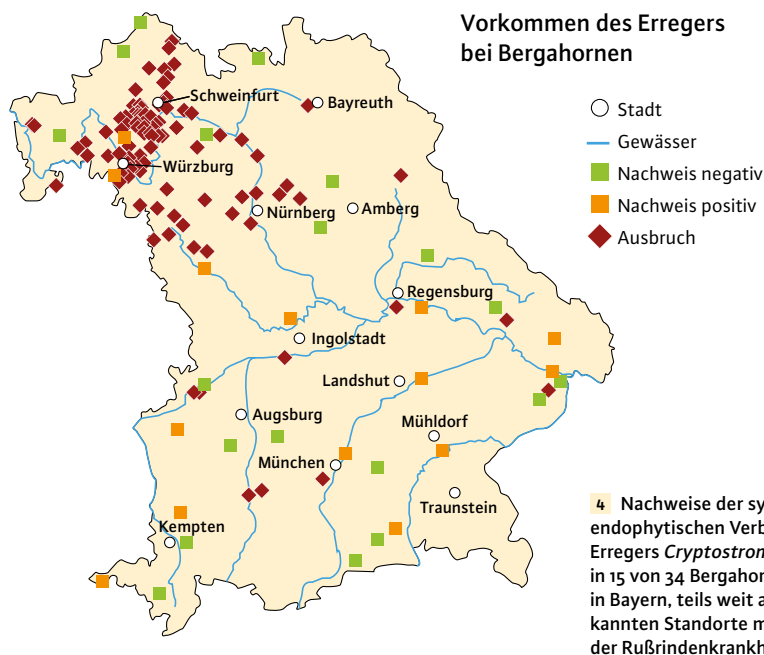 Vorkommen des Erregers
bei Bergahornen
Stadt
Gewässer
Nachweis negativ
Nachweis positiv
Ausbruch
Schweinfurt
Bayreuth
Würzburg
Nürnberg
Amberg
Regensburg
Ingolstadt
Landshut
Augsburg
Mühldorf
München
Traunstein
Kempten
4 Nachweise der sy
endophytischen Verb
Erregers Cryptostrom
in 15 von 34 Bergahor
in Bayern, teils weit a
kannten Standorte m
der Rußrindenkrankh